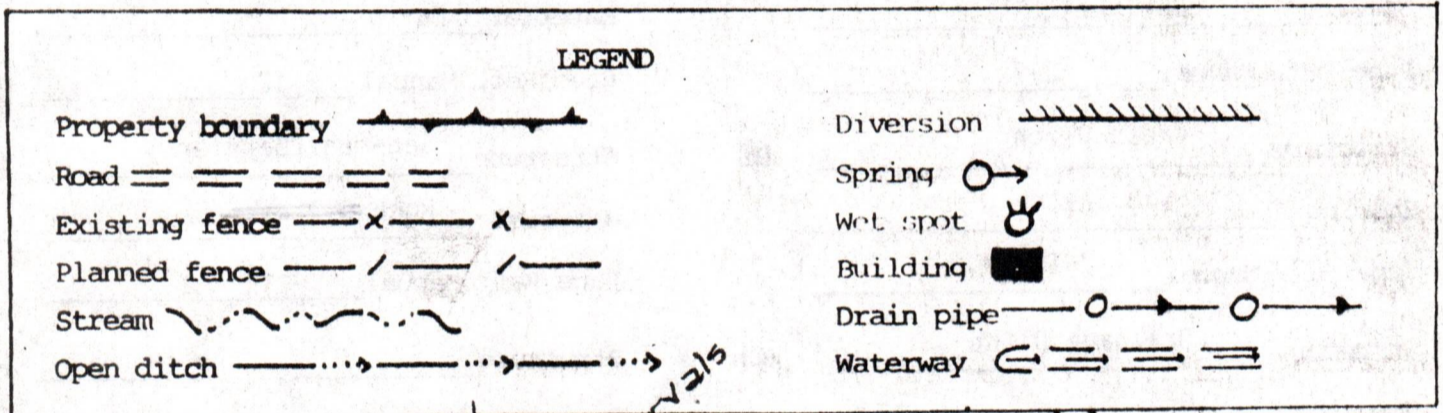 LEGEND
Property boundary
Road
Existing fence
Planned fence
Stream
Open ditch
Diversion
Spring
Wet spot
Building
Drain pipe
Waterway